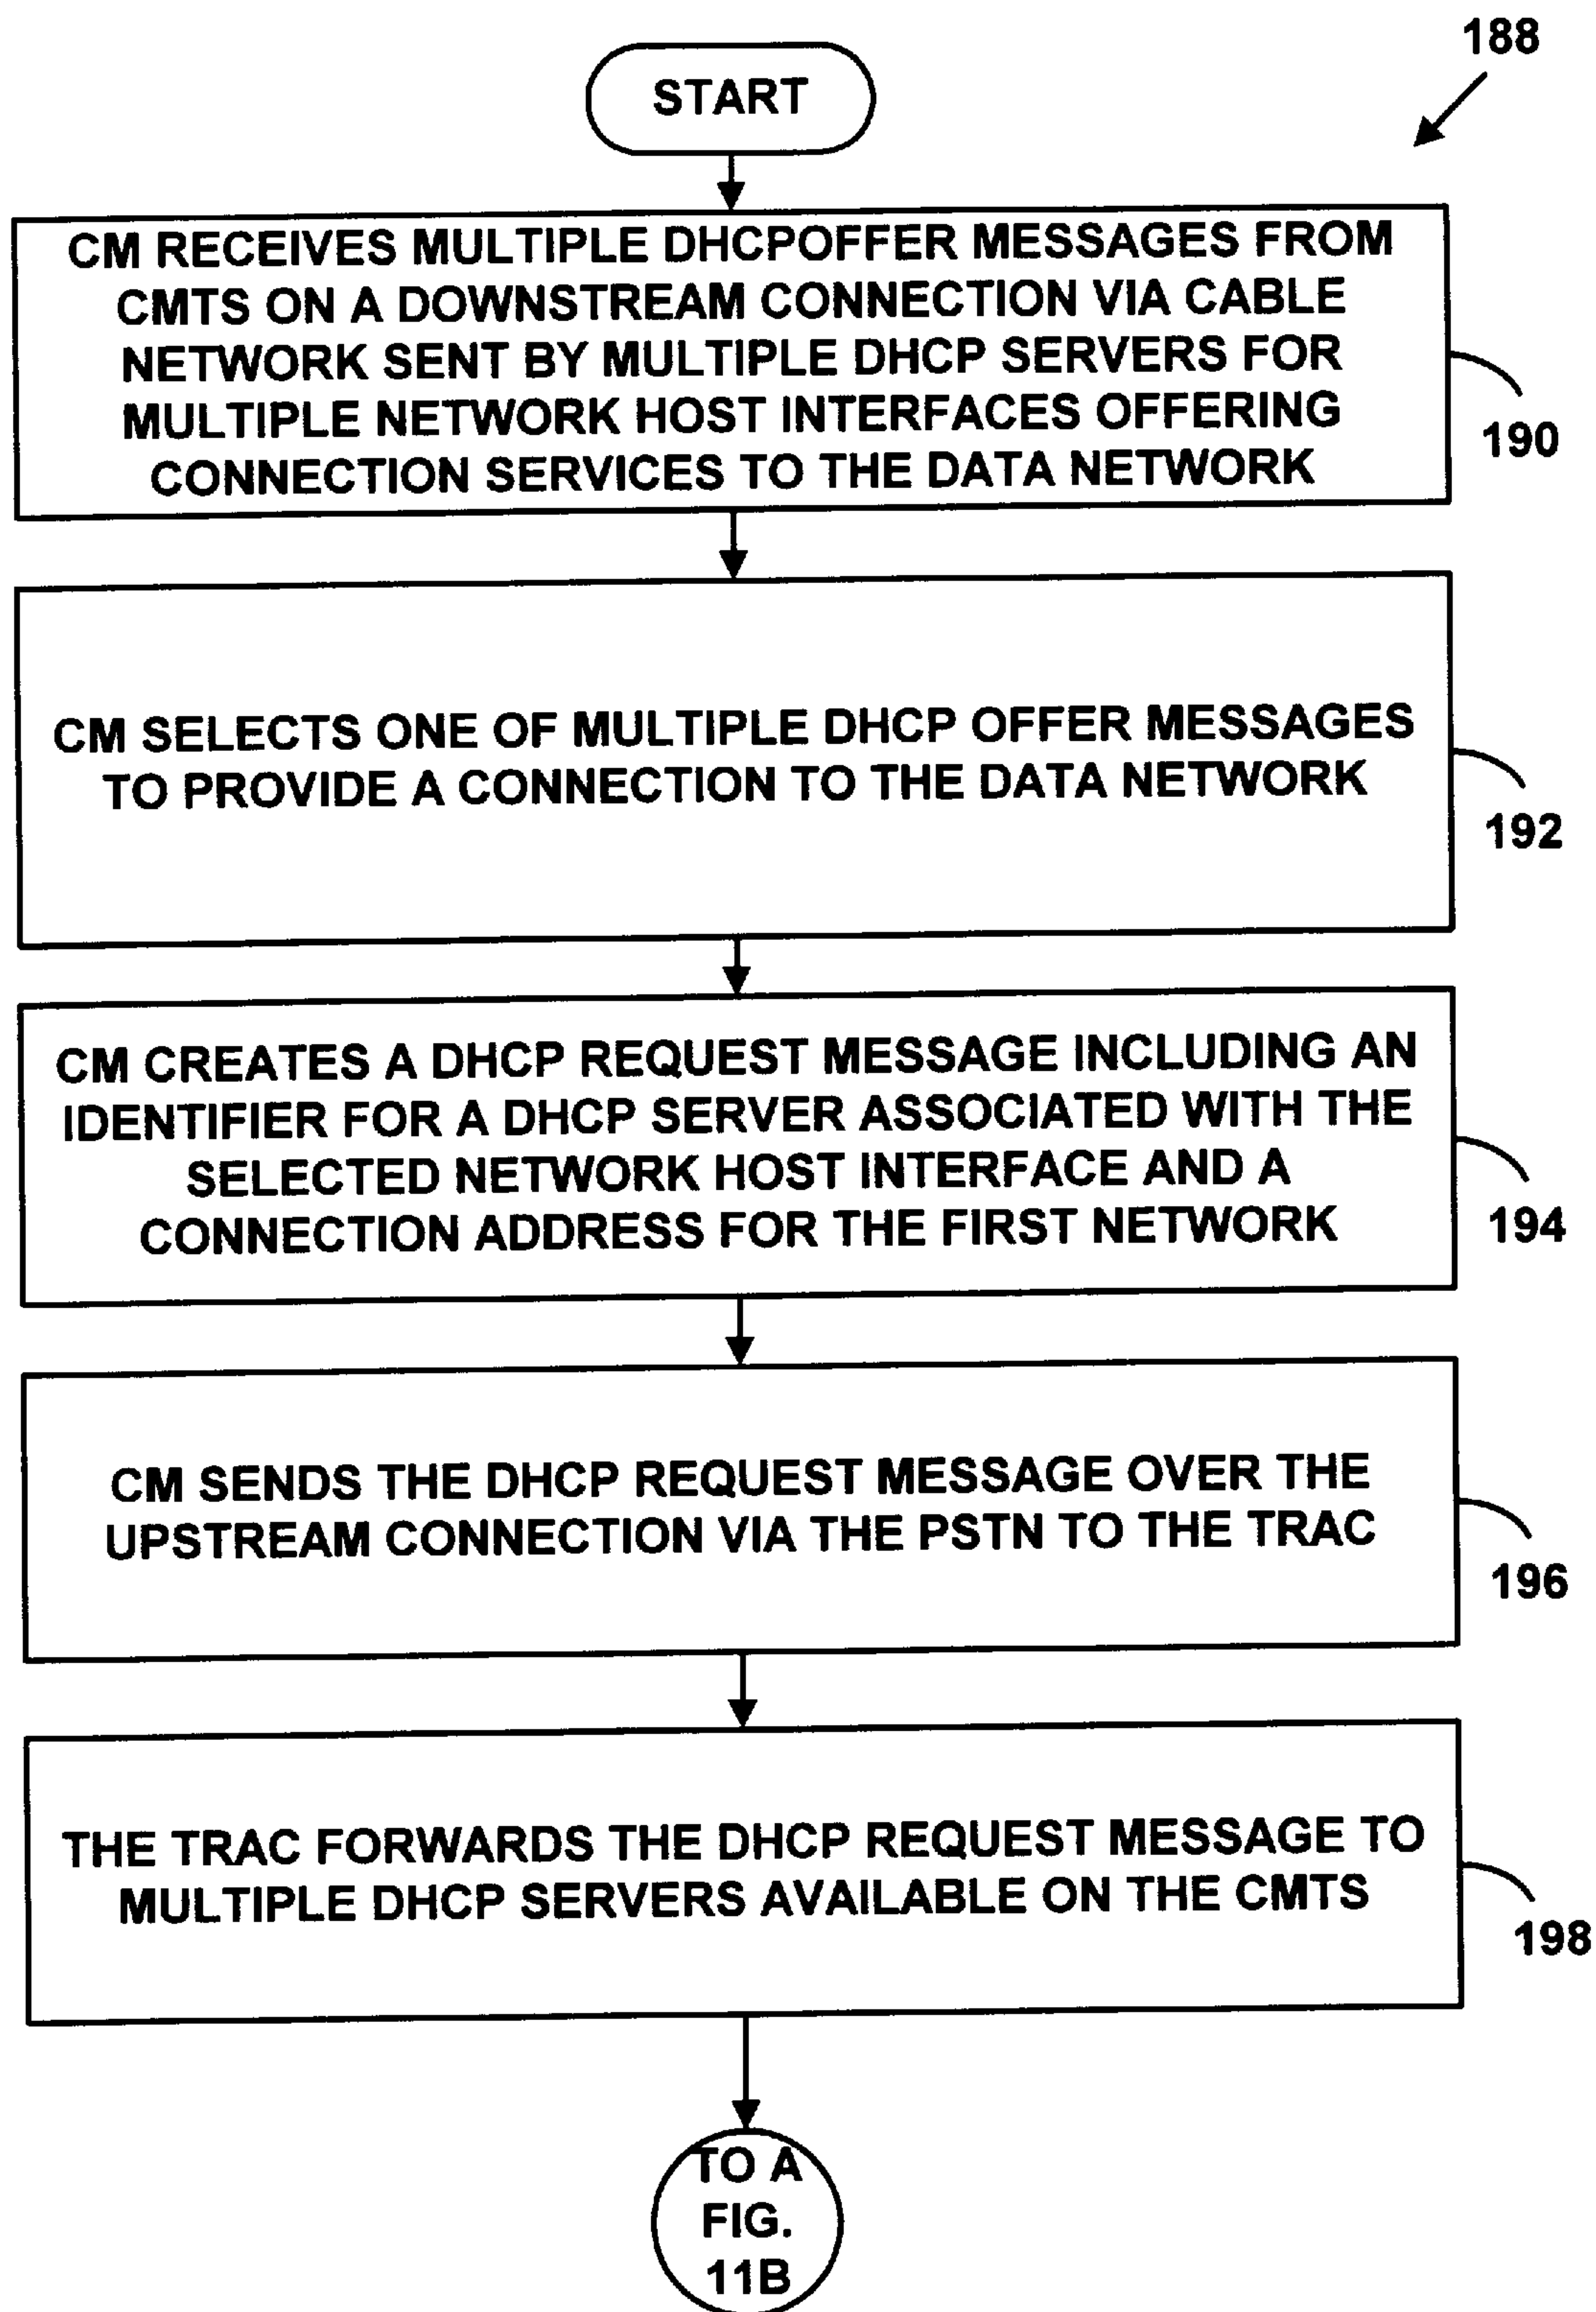 188
START
CM RECEIVES MULTIPLE DHCPOFFER MESSAGES FROM
CMTS ON A DOWNSTREAM CONNECTION VIA CABLE
NETWORK SENT BY MULTIPLE DHCP SERVERS FOR
MULTIPLE NETWORK HOST INTERFACES OFFERING
CONNECTION SERVICES TO THE DATA NETWORK
190
CM SELECTS ONE OF MULTIPLE DHCP OFFER MESSAGES
TO PROVIDE A CONNECTION TO THE DATA NETWORK
192
CM CREATES A DHCP REQUEST MESSAGE INCLUDING AN
IDENTIFIER FOR A DHCP SERVER ASSOCIATED WITH THE
SELECTED NETWORK HOST INTERFACE AND A
CONNECTION ADDRESS FOR THE FIRST NETWORK
194
CM SENDS THE DHCP REQUEST MESSAGE OVER THE
UPSTREAM CONNECTION VIA THE PSTN TO THE TRAC
196
THE TRAC FORWARDS THE DHCP REQUEST MESSAGE TO
MULTIPLE DHCP SERVERS AVAILABLE ON THE CMTS
198
TO A
FIG.
11B